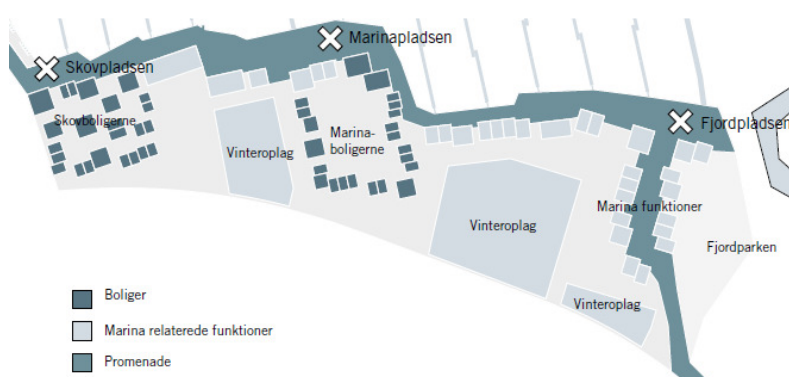 Marinapladsen
Skovpladsen
Skovboligerne
Marina-
boligerne
Vinteroplag
Fjordpladsen
Vinteroplag
Marina funktioner
Fjordparken
Vinteroplag
Boliger
Marina relaterede funktioner
Promenade